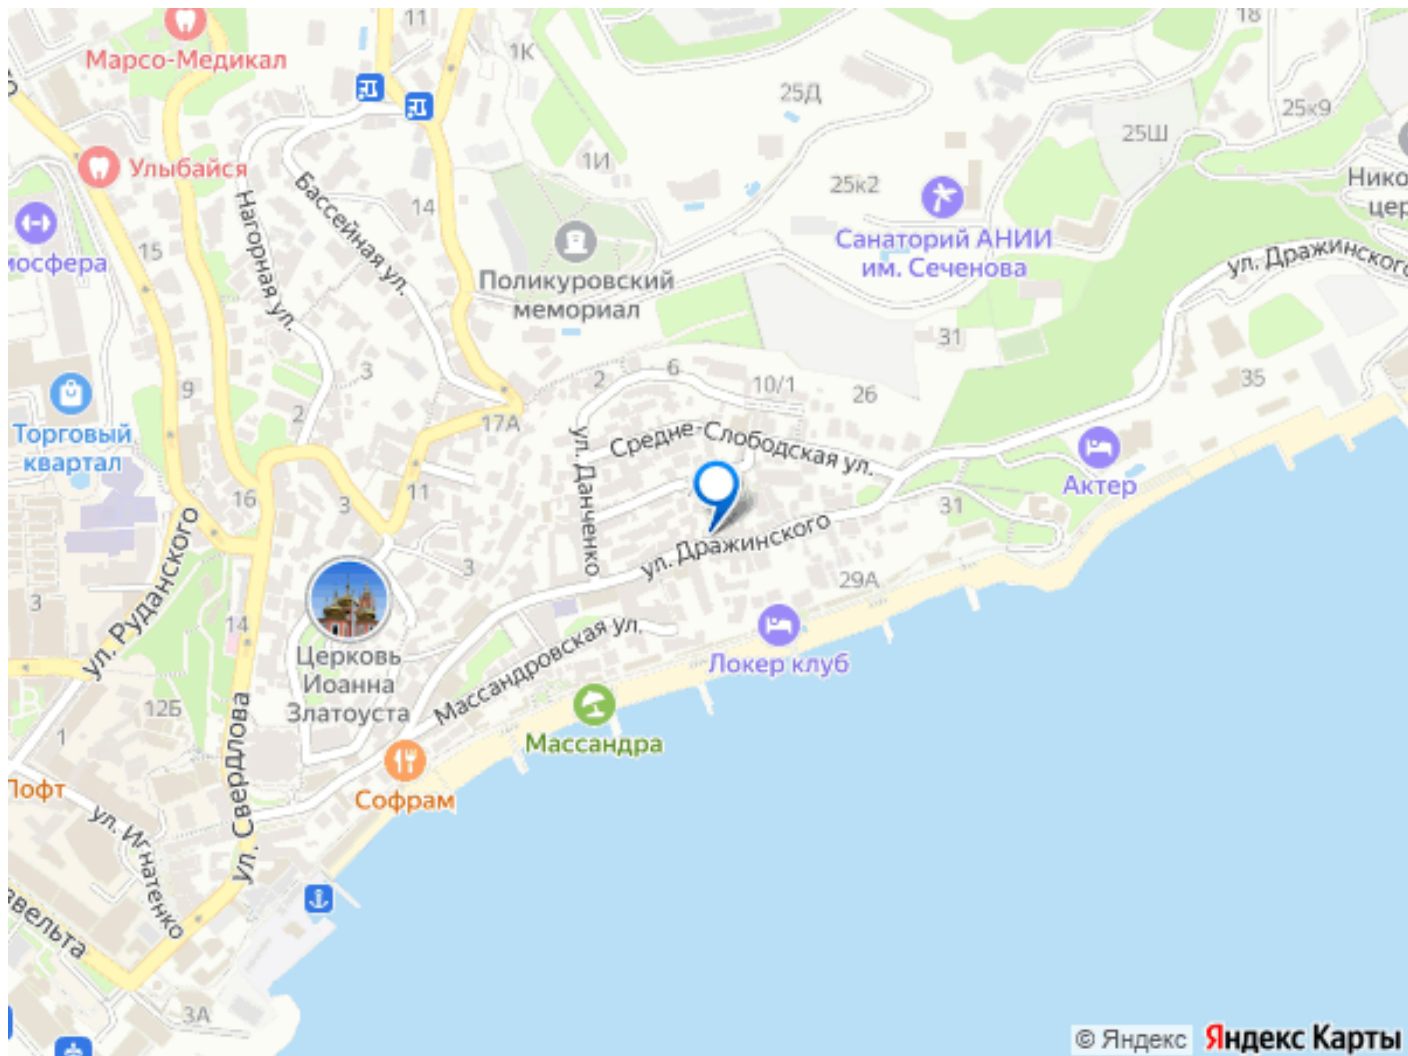 11
18
1К
Марсо-Медикал
25Д
25к9
25Ш
1И
Улыбайся
25к2
Нико
цер
14
Нагорная ул.
Бассейная ул.
15
мосфера
Санаторий АНИИ
им. Сеченова
ул. Дражинского
Поликуровский
мемориал
31
3
2
6
10/1
26
35
9
2
17А
Торговый
квартал
Средне-Слободская ул.
ул. Данченко
16
3
11
31
Актер
ул. Дражинского
3
29А
3
14
ул. Руданского
Массандровская ул.
Церковь
Иоанна
Златоуста
Локер клуб
12Б
1
Массандра
ул. Свердлова
Софрам
Лофт
ул. Игнатенко
звельта
3А
© Яндекс Яндекс Карты